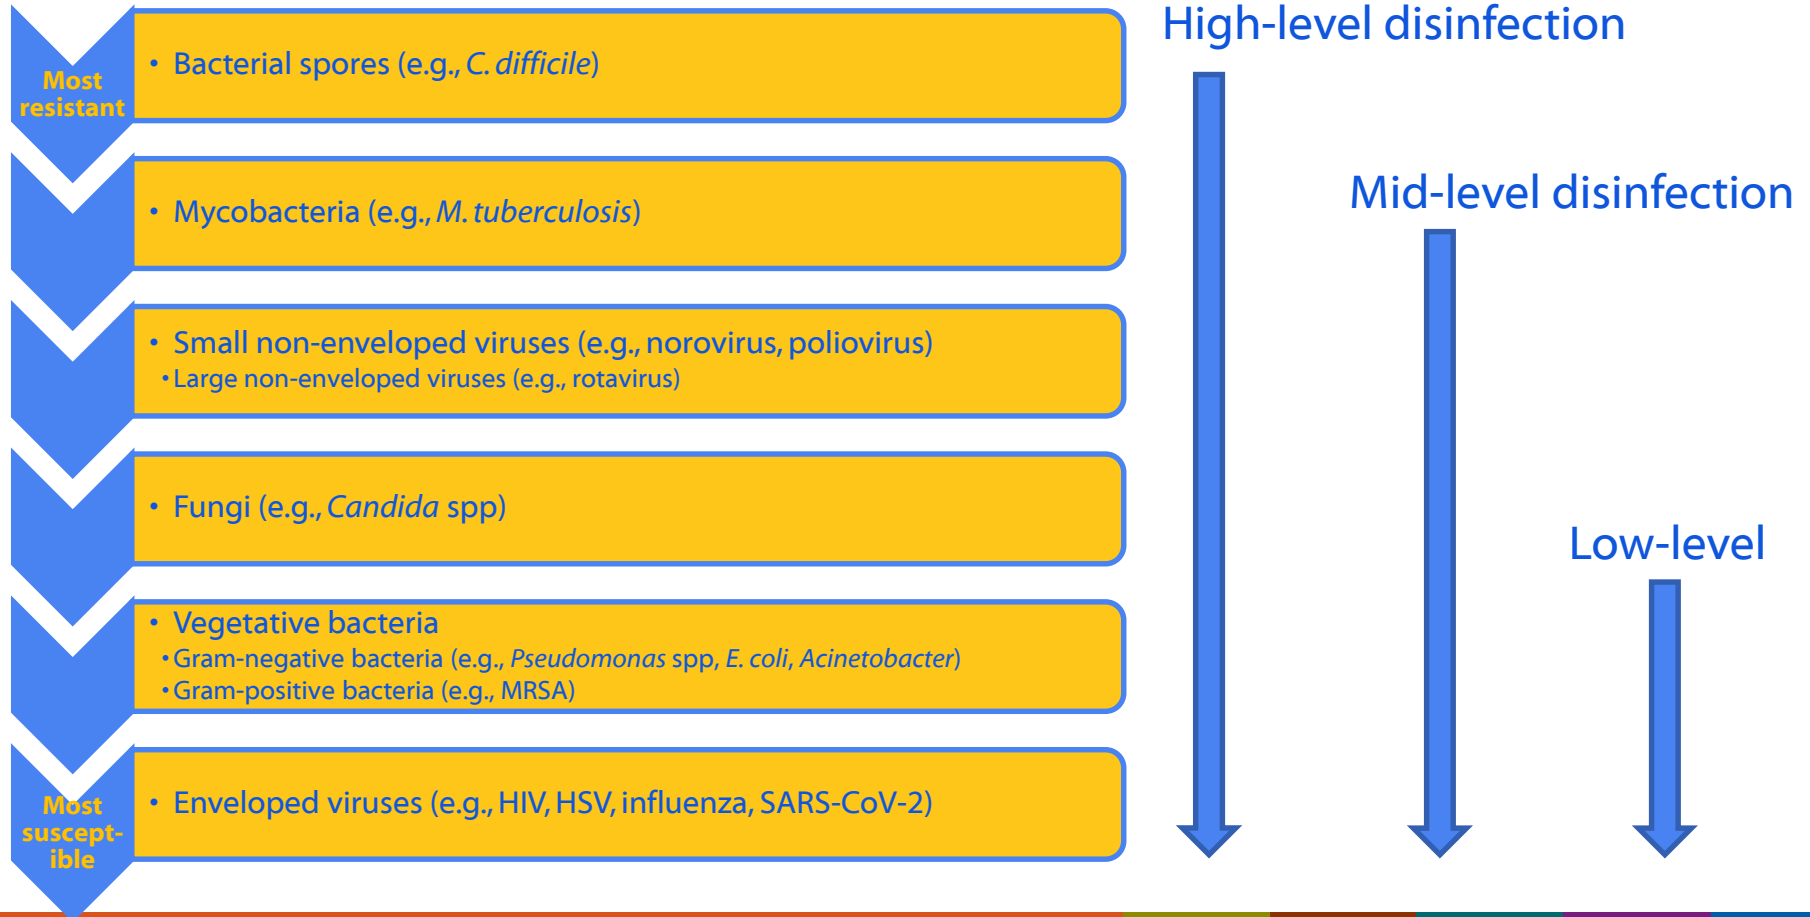 High-level disinfection
Most
resistant
• Bacterial spores (e.g., C. difficile)
Mid-level disinfection
• Mycobacteria (e.g., M. tuberculosis)
• Small non-enveloped viruses (e.g., norovirus, poliovirus)
• Large non-enveloped viruses (e.g., rotavirus)
• Fungi (e.g., Candida spp)
Low-level
• Vegetative bacteria
• Gram-negative bacteria (e.g., Pseudomonas spp, E. coli, Acinetobacter)
• Gram-positive bacteria (e.g., MRSA)
Most
suscept-
ible
• Enveloped viruses (e.g., HIV, HSV, influenza, SARS-CoV-2)